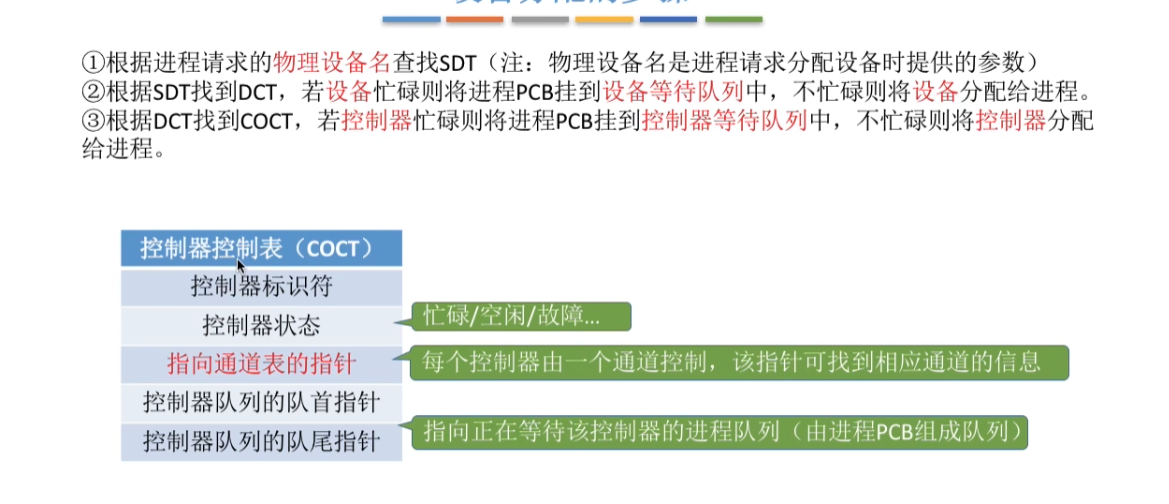 设备分配的步骤
①根据进程请求的物理设备名查找SDT（注：物理设备名是进程请求分配设备时提供的参数）
②根据SDT找到DCT，若设备忙碌则将进程PCB挂到设备等待队列中，不忙碌则将设备分配给进程。
③根据DCT找到COCT，若控制器忙碌则将进程PCB挂到控制器等待队列中，不忙碌则将控制器分配
给进程。
控制器控制表（COCT）
控制器标识符
控制器状态
忙碌/空闲/故障...
指向通道表的指针
每个控制器由一个通道控制，该指针可找到相应通道的信息
控制器队列的队首指针
控制器队列的队尾指针
指向正在等待该控制器的进程队列（由进程PCB组成队列）